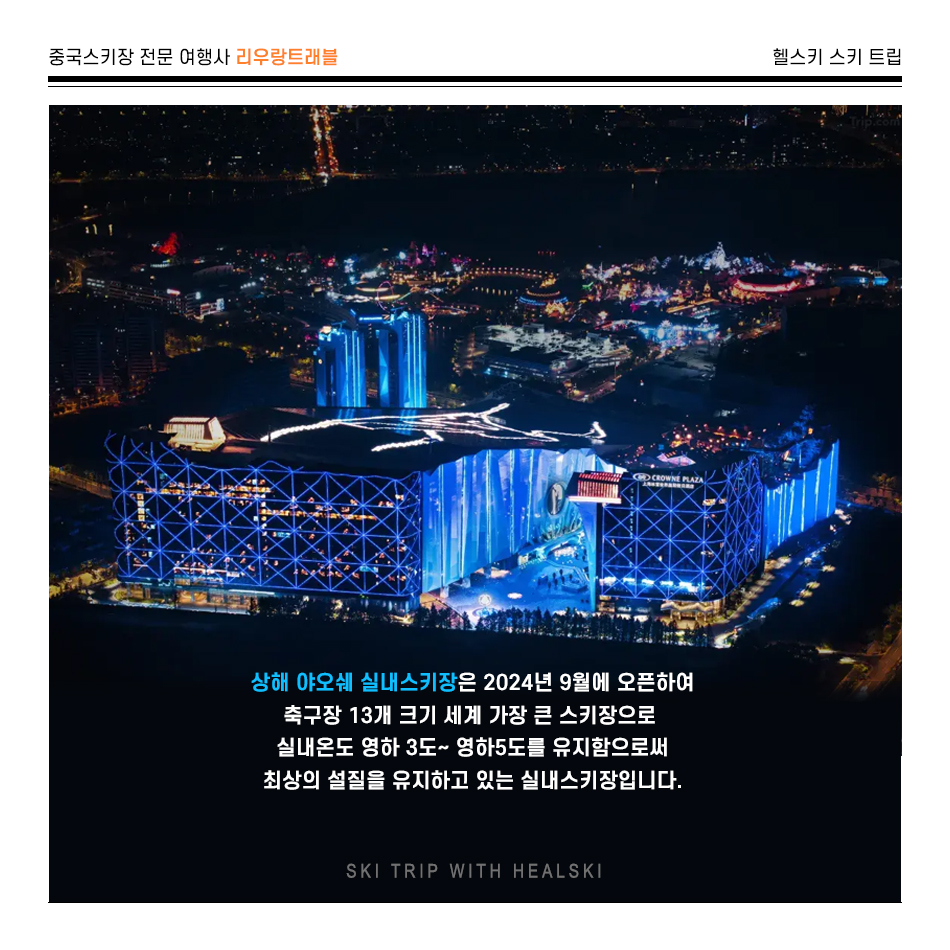 중국스키장 전문 여행사 리우랑트래블
헬스키 스키 트립
Trip.com
CROWNE PLAZA
상해 야오쉐 실내스키장은 2024년 9월에 오픈하여
축구장 13개 크기 세계 가장 큰 스키장으로
실내온도 영하 3도~ 영하5도를 유지함으로써
최상의 설질을 유지하고 있는 실내스키장입니다.
SKI TRIP WITH HEALSKI